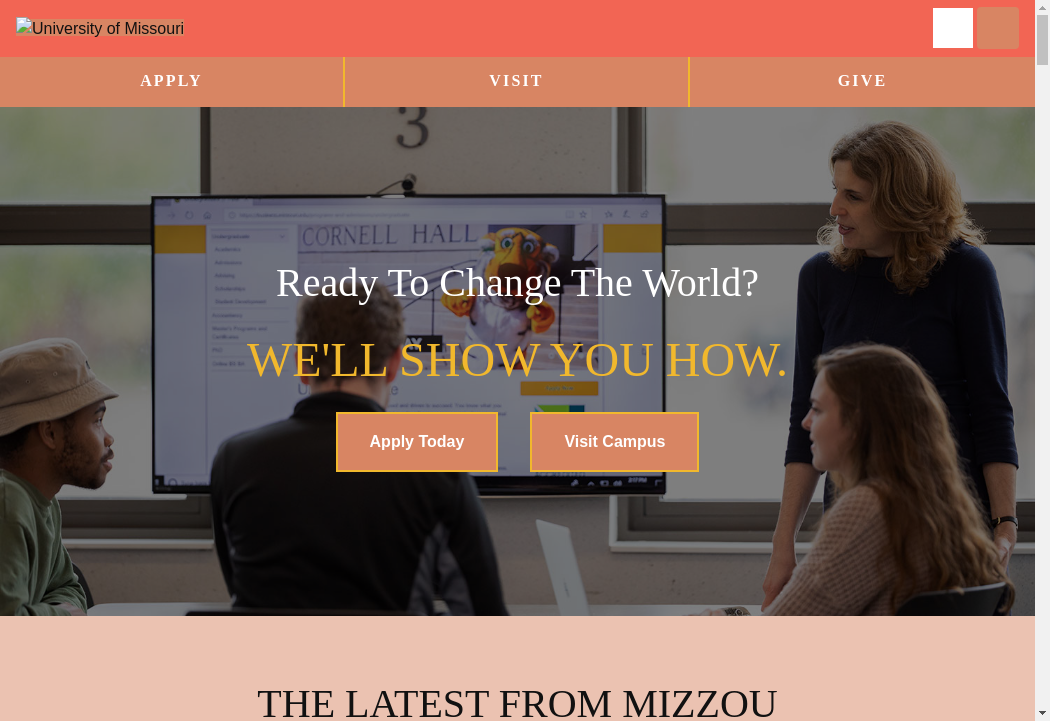 University of Missouri
APPLY
VISIT
GIVE
3
CORNELL HALL
Ready To Change The World?
WE'LL SHOW YOU HOW.
Apply Today
Visit Campus
THE LATEST FROM MIZZOU